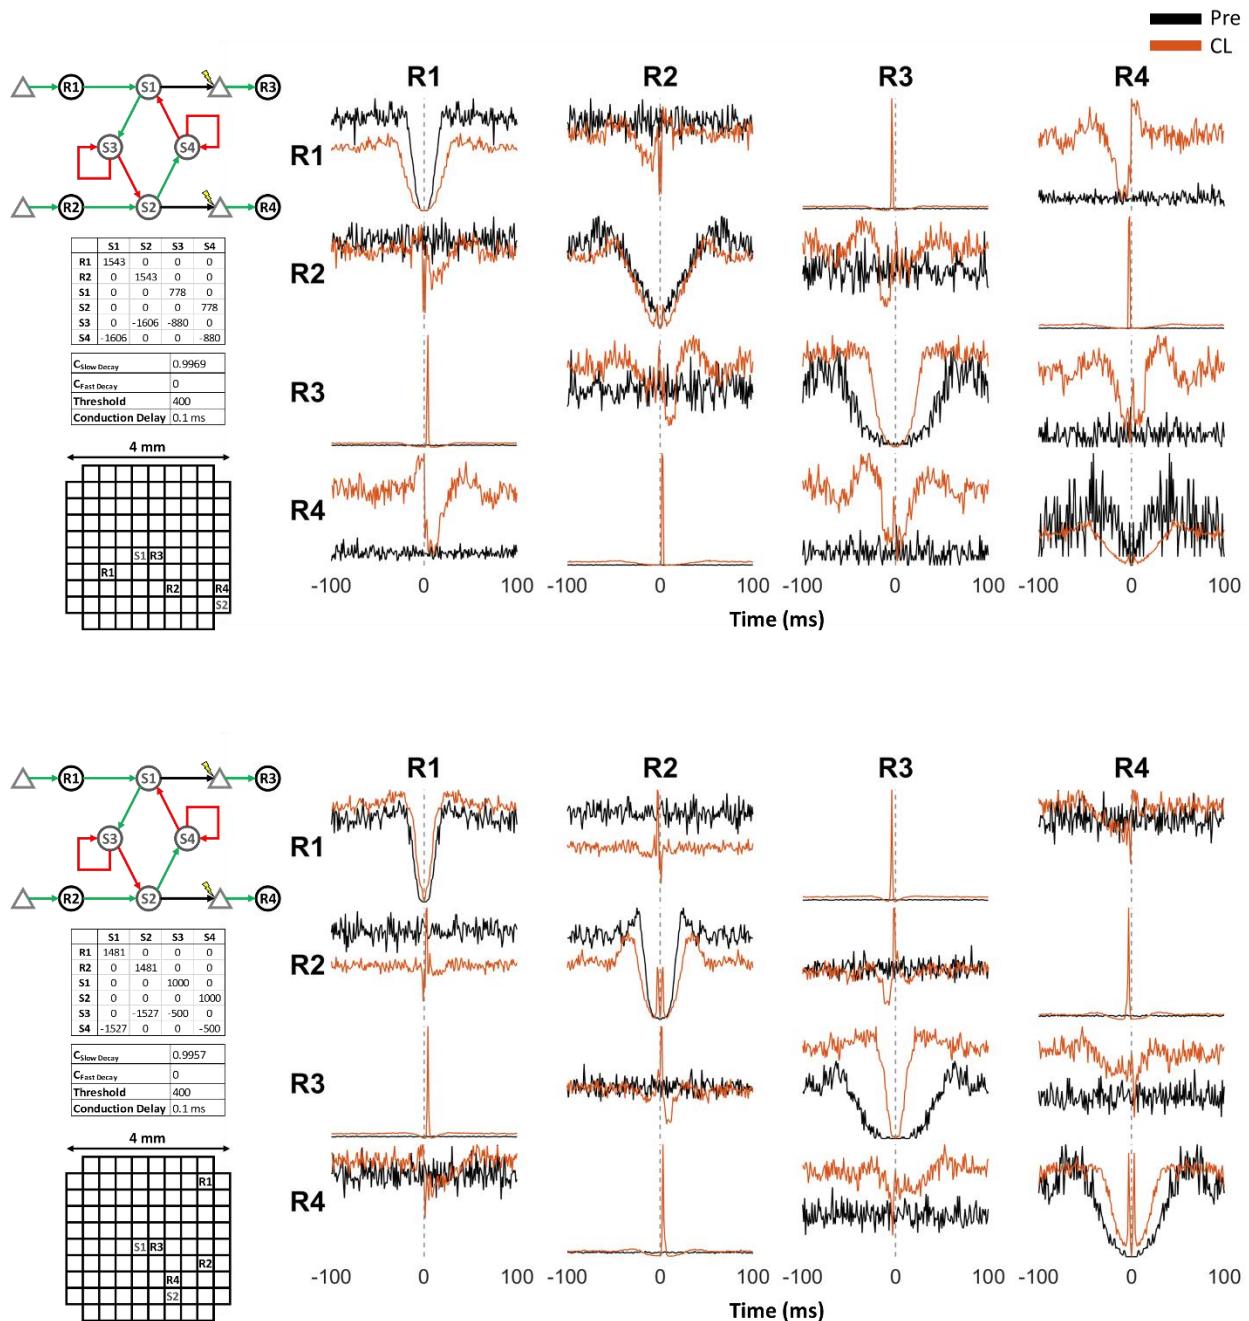 Pre
CL
R1 R2 R3 R4
R1 S1 R3
S3 S4
R2 S2 R4
R1
R2
R3
R4
S1 S2 S3 S4
R1 1543 0 0 0
R2 0 1543 0 0
S1 0 0 778 0
S2 0 0 0 778
S3 0 -1606 -880 0
S4 -1606 0 0 -880
C Slow Decay 0.9969
C Fast Decay 0
Threshold 400
Conduction Delay 0.1 ms
4 mm
S1 R3
R1
R2 R4
S2
-100 0 100 -100 0 100 -100 0 100 -100 0 100
Time (ms)
R1 R2 R3 R4
R1 S1 R3
S3 S4
R2 S2 R4
R1
R2
R3
R4
S1 S2 S3 S4
R1 1481 0 0 0
R2 0 1481 0 0
S1 0 0 1000 0
S2 0 0 0 1000
S3 0 -1527 -500 0
S4 -1527 0 0 -500
C Slow Decay 0.9957
C Fast Decay 0
Threshold 400
Conduction Delay 0.1 ms
4 mm
R1
S1 R3
R2
R4
S2
-100 0 100 -100 0 100 -100 0 100 -100 0 100
Time (ms)